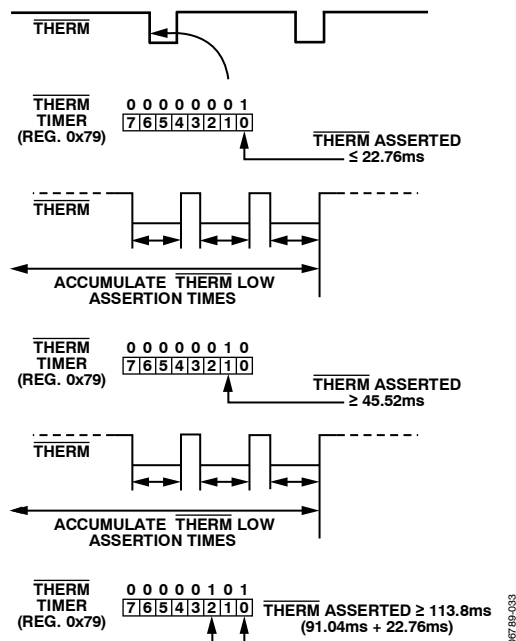 THERM
THERM
TIMER
(REG. 0x79)
0 0 0 0 0 0 0 1
7 6 5 4 3 2 1 0
THERM ASSERTED
≤ 22.76ms
THERM
ACCUMULATE THERM LOW
ASSERTION TIMES
THERM
TIMER
(REG. 0x79)
0 0 0 0 0 0 1 0
7 6 5 4 3 2 1 0
THERM ASSERTED
≥ 45.52ms
THERM
ACCUMULATE THERM LOW
ASSERTION TIMES
THERM
TIMER
(REG. 0x79)
0 0 0 0 0 1 0 1
7 6 5 4 3 2 1 0
THERM ASSERTED ≥ 113.8ms
(91.04ms + 22.76ms)